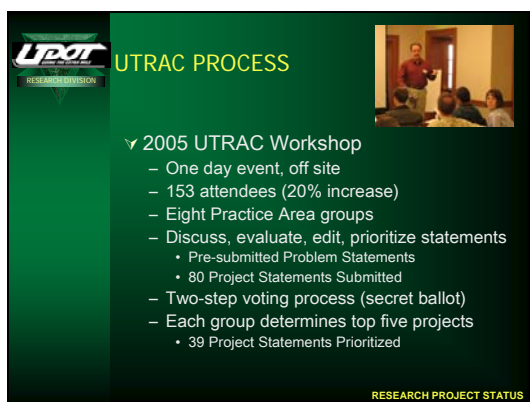 UDOT
RESEARCH DIVISION
UTRAC PROCESS
2005 UTRAC Workshop
– One day event, off site
– 153 attendees (20% increase)
– Eight Practice Area groups
– Discuss, evaluate, edit, prioritize statements
• Pre-submitted Problem Statements
• 80 Project Statements Submitted
– Two-step voting process (secret ballot)
– Each group determines top five projects
• 39 Project Statements Prioritized
RESEARCH PROJECT STATUS